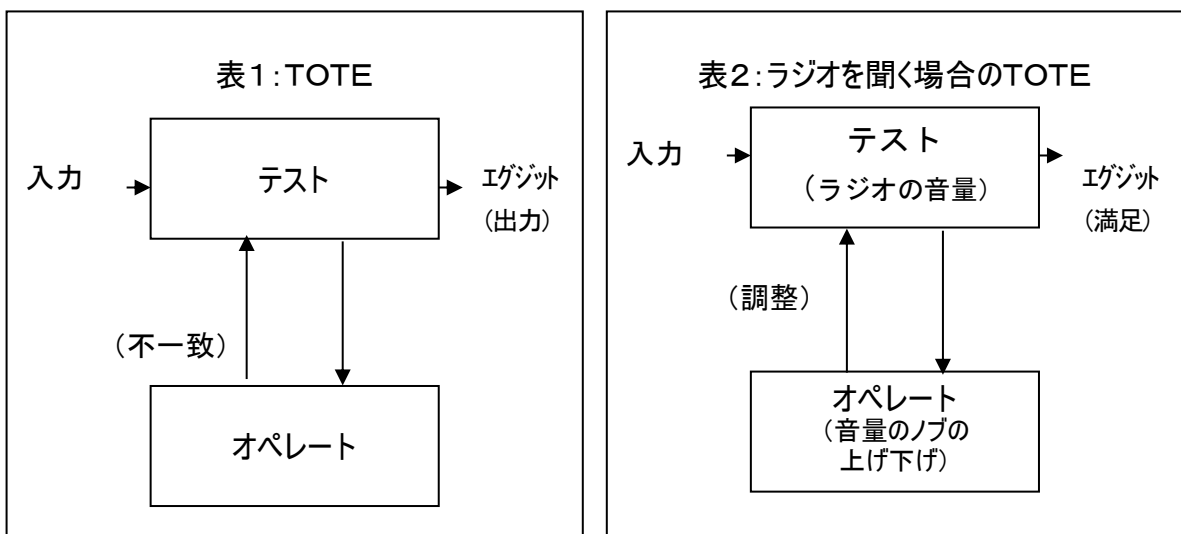 表1：TOTE
入力
テスト
エグジット
（出力）
（不一致）
オペレート
表2：ラジオを聞く場合のTOTE
入力
テスト
（ラジオの音量）
エグジット
（満足）
（調整）
オペレート
（音量のノブの
上げ下げ）